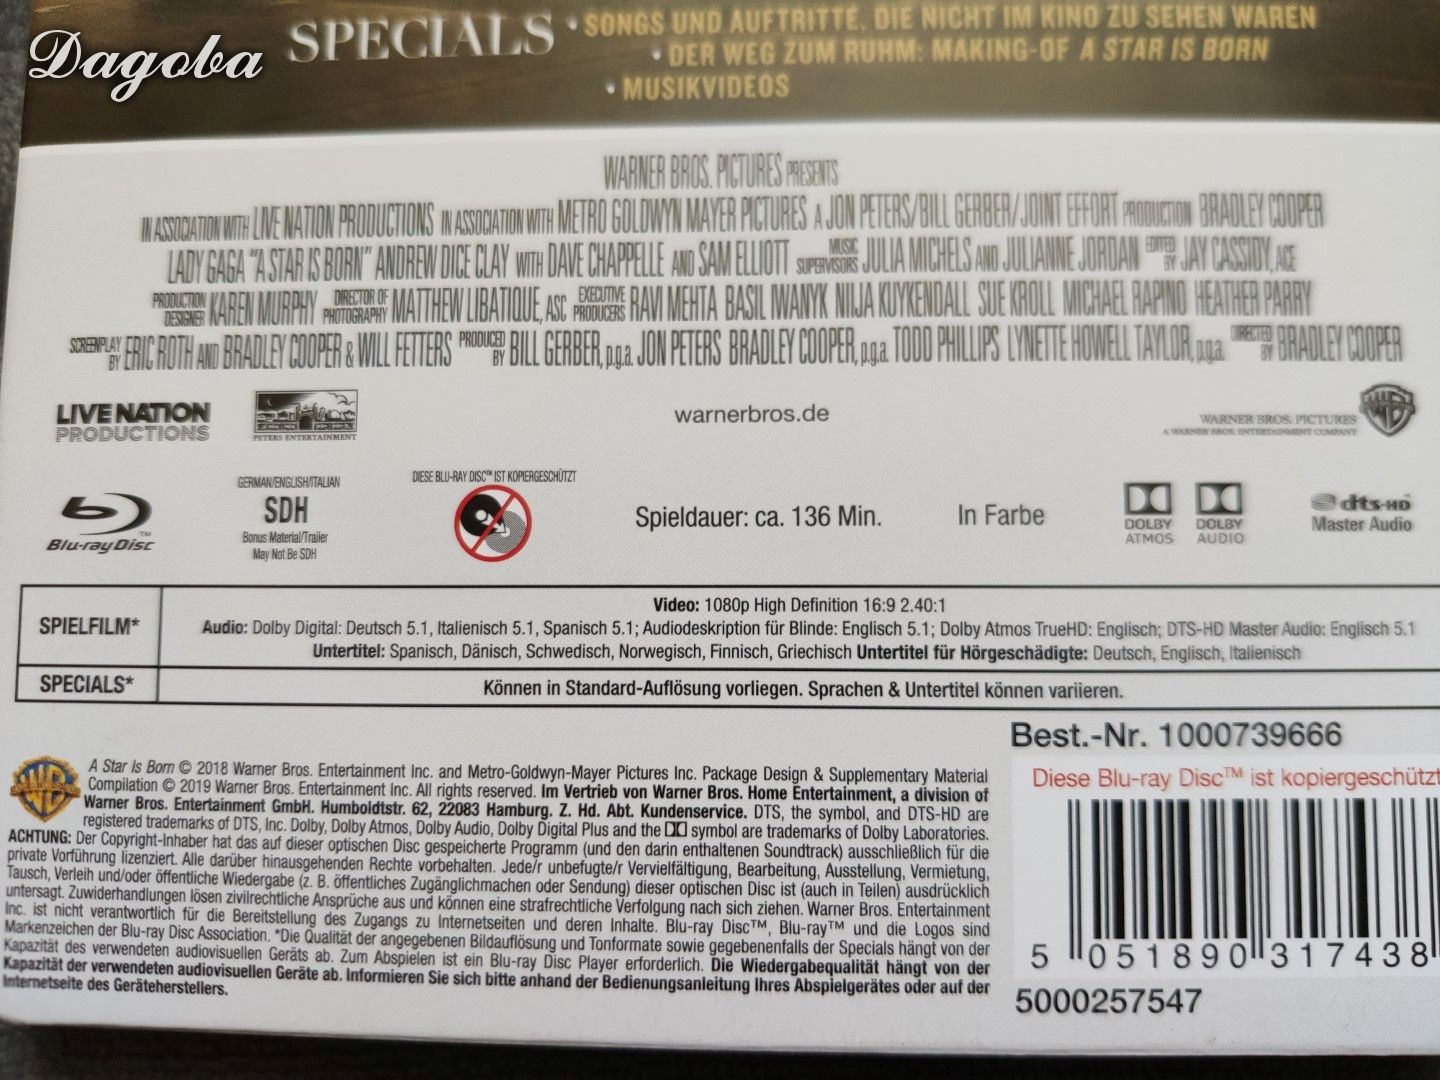 Dagoba
SPECIALS • SONGS UND AUFTRITTE, DIE NICHT IM KINO ZU SEHEN WAREN
• DER WEG ZUM RUHM: MAKING-OF A STAR IS BORN
• MUSIKVIDEOS
WARNER BROS. PICTURES PRESENTS
IN ASSOCIATION WITH LIVE NATION PRODUCTIONS IN ASSOCIATION WITH METRO GOLDWYN MAYER PICTURES A JON PETERS/BILL GERBER/JOINT EFFORT PRODUCTION BRADLEY COOPER
LADY GAGA "A STAR IS BORN" ANDREW DICE CLAY WITH DAVE CHAPPELLE AND SAM ELLIOTT MUSIC SUPERVISORS JULIA MICHELS AND JULIANNE JORDAN EDITED BY JAY CASSIDY, ACE
PRODUCTION DESIGNER KAREN MURPHY DIRECTOR OF PHOTOGRAPHY MATTHEW LIBATIQUE, ASC EXECUTIVE PRODUCERS RAVI MEHTA BASIL IWANYK NIIJA KUYKENDALL SUE KROLL MICHAEL RAPINO HEATHER PARRY
SCREENPLAY BY ERIC ROTH AND BRADLEY COOPER & WILL FETTERS PRODUCED BY BILL GERBER, p.g.a. JON PETERS BRADLEY COOPER, p.g.a. TODD PHILLIPS LYNETTE HOWELL TAYLOR, p.g.a. DIRECTED BY BRADLEY COOPER
LIVE NATION
PRODUCTIONS
PETERS ENTERTAINMENT
warnerbros.de
WARNER BROS. PICTURES
A WARNER BROS. ENTERTAINMENT COMPANY
Blu-ray Disc™
GERMAN/ENGLISH/ITALIAN
SDH
Bonus Material/Trailer
May Not Be SDH
DIESE BLU-RAY DISC™ IST KOPIERGESCHÜTZT
Spieldauer: ca. 136 Min.
In Farbe
DOLBY
ATMOS
DOLBY
AUDIO
dts-HD
Master Audio
SPIELFILM*
Video: 1080p High Definition 16:9 2.40:1
Audio: Dolby Digital: Deutsch 5.1, Italienisch 5.1, Spanisch 5.1; Audiodeskription für Blinde: Englisch 5.1; Dolby Atmos TrueHD: Englisch; DTS-HD Master Audio: Englisch 5.1
Untertitel: Spanisch, Dänisch, Schwedisch, Norwegisch, Finnisch, Griechisch Untertitel für Hörgeschädigte: Deutsch, Englisch, Italienisch
SPECIALS*
Können in Standard-Auflösung vorliegen. Sprachen & Untertitel können variieren.
Best.-Nr. 1000739666
Diese Blu-ray Disc™ ist kopiergeschützt
WB
A Star Is Born © 2018 Warner Bros. Entertainment Inc. and Metro-Goldwyn-Mayer Pictures Inc. Package Design & Supplementary Material
Compilation © 2019 Warner Bros. Entertainment Inc. All rights reserved. Im Vertrieb von Warner Bros. Home Entertainment, a division of
Warner Bros. Entertainment GmbH. Humboldtstr. 62, 22083 Hamburg. Z. Hd. Abt. Kundenservice. DTS, the symbol, and DTS-HD are
registered trademarks of DTS, Inc. Dolby, Dolby Atmos, Dolby Audio, Dolby Digital Plus and the symbol are trademarks of Dolby Laboratories.
ACHTUNG: Der Copyright-Inhaber hat das auf dieser optischen Disc gespeicherte Programm (und den darin enthaltenen Soundtrack) ausschließlich für die
private Vorführung lizenziert. Alle darüber hinausgehenden Rechte vorbehalten. Jede/r unbefugte/r Vervielfältigung, Bearbeitung, Ausstellung, Vermietung,
Tausch, Verleih und/oder öffentliche Wiedergabe (z. B. öffentliches Zugänglichmachen oder Sendung) dieser optischen Disc ist (auch in Teilen) ausdrücklich
untersagt. Zuwiderhandlungen lösen zivilrechtliche Ansprüche aus und können eine strafrechtliche Verfolgung nach sich ziehen. Warner Bros. Entertainment
Inc. ist nicht verantwortlich für die Bereitstellung des Zugangs zu Internetseiten und deren Inhalte. Blu-ray Disc™, Blu-ray™ und die Logos sind
Markenzeichen der Blu-ray Disc Association. *Die Qualität der angegebenen Bildauflösung und Tonformate sowie gegebenenfalls der Specials hängt von der
Kapazität des verwendeten audiovisuellen Geräts ab. Zum Abspielen ist ein Blu-ray Disc Player erforderlich. Die Wiedergabequalität hängt von der
Kapazität der verwendeten audiovisuellen Geräte ab. Informieren Sie sich bitte anhand der Bedienungsanleitung Ihres Abspielgerätes oder auf der
Internetseite des Geräteherstellers.
5 051890 317438
5000257547